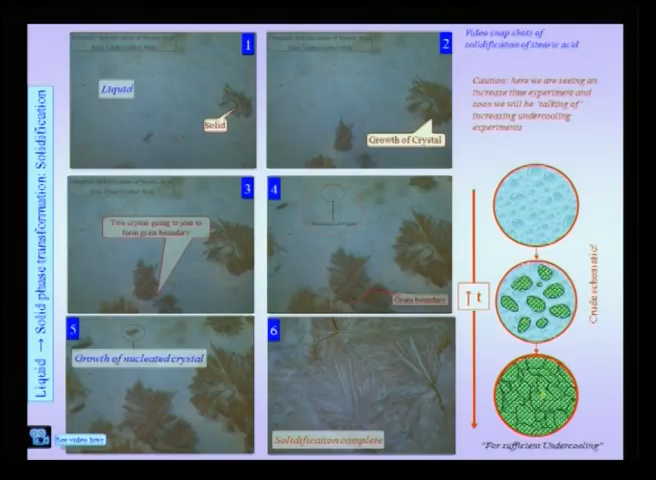 Video snap shots of
solidification of stearic acid
1
2
Liquid
Solid
Growth of Crystal
Caution: here we are seeing an
increase time experiment and
soon we will be 'talking of'
increasing undercooling
experiments
Liquid → Solid phase transformation: Solidification
3
4
Two crystal going to join to
form grain boundary
Grain boundary
↑ t
Crude schematic!
5
6
Growth of nucleated crystal
Solidification complete
See video here
"For sufficient Undercooling"